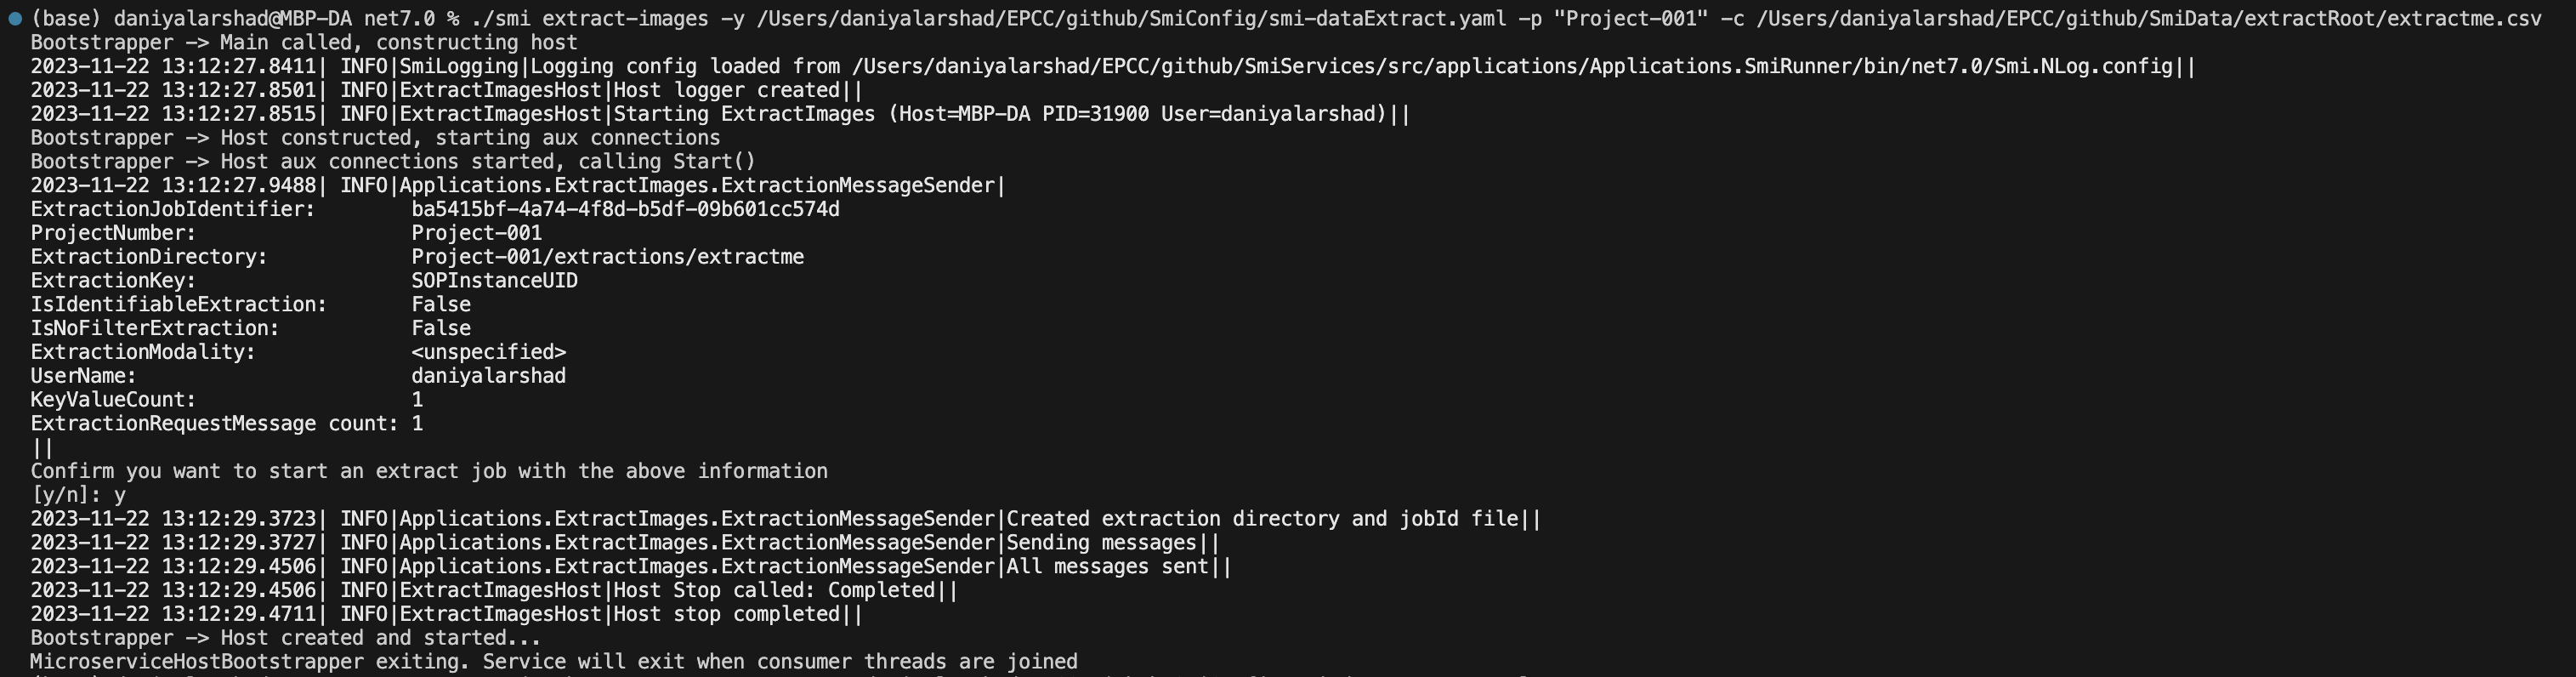 (base) daniyalarshad@MBP-DA net7.0 % ./smi extract-images -y /Users/daniyalarshad/EPCC/github/SmiConfig/smi-dataExtract.yaml -p "Project-001" -c /Users/daniyalarshad/EPCC/github/SmiData/extractRoot/extractme.csv
Bootstrapper -> Main called, constructing host
2023-11-22 13:12:27.8411| INFO|SmiLogging|Logging config loaded from /Users/daniyalarshad/EPCC/github/SmiServices/src/applications/Applications.SmiRunner/bin/net7.0/Smi.NLog.config||
2023-11-22 13:12:27.8501| INFO|ExtractImagesHost|Host logger created||
2023-11-22 13:12:27.8515| INFO|ExtractImagesHost|Starting ExtractImages (Host=MBP-DA PID=31900 User=daniyalarshad)||
Bootstrapper -> Host constructed, starting aux connections
Bootstrapper -> Host aux connections started, calling Start()
2023-11-22 13:12:27.9488| INFO|Applications.ExtractImages.ExtractionMessageSender|
ExtractionJobIdentifier:        ba5415bf-4a74-4f8d-b5df-09b601cc574d
ProjectNumber:                  Project-001
ExtractionDirectory:            Project-001/extractions/extractme
ExtractionKey:                  SOPInstanceUID
IsIdentifiableExtraction:       False
IsNoFilterExtraction:           False
ExtractionModality:             <unspecified>
UserName:                       daniyalarshad
KeyValueCount:                  1
ExtractionRequestMessage count: 1
||
Confirm you want to start an extract job with the above information
[y/n]: y
2023-11-22 13:12:29.3723| INFO|Applications.ExtractImages.ExtractionMessageSender|Created extraction directory and jobId file||
2023-11-22 13:12:29.3727| INFO|Applications.ExtractImages.ExtractionMessageSender|Sending messages||
2023-11-22 13:12:29.4506| INFO|Applications.ExtractImages.ExtractionMessageSender|All messages sent||
2023-11-22 13:12:29.4506| INFO|ExtractImagesHost|Host Stop called: Completed||
2023-11-22 13:12:29.4711| INFO|ExtractImagesHost|Host stop completed||
Bootstrapper -> Host created and started...
MicroserviceHostBootstrapper exiting. Service will exit when consumer threads are joined